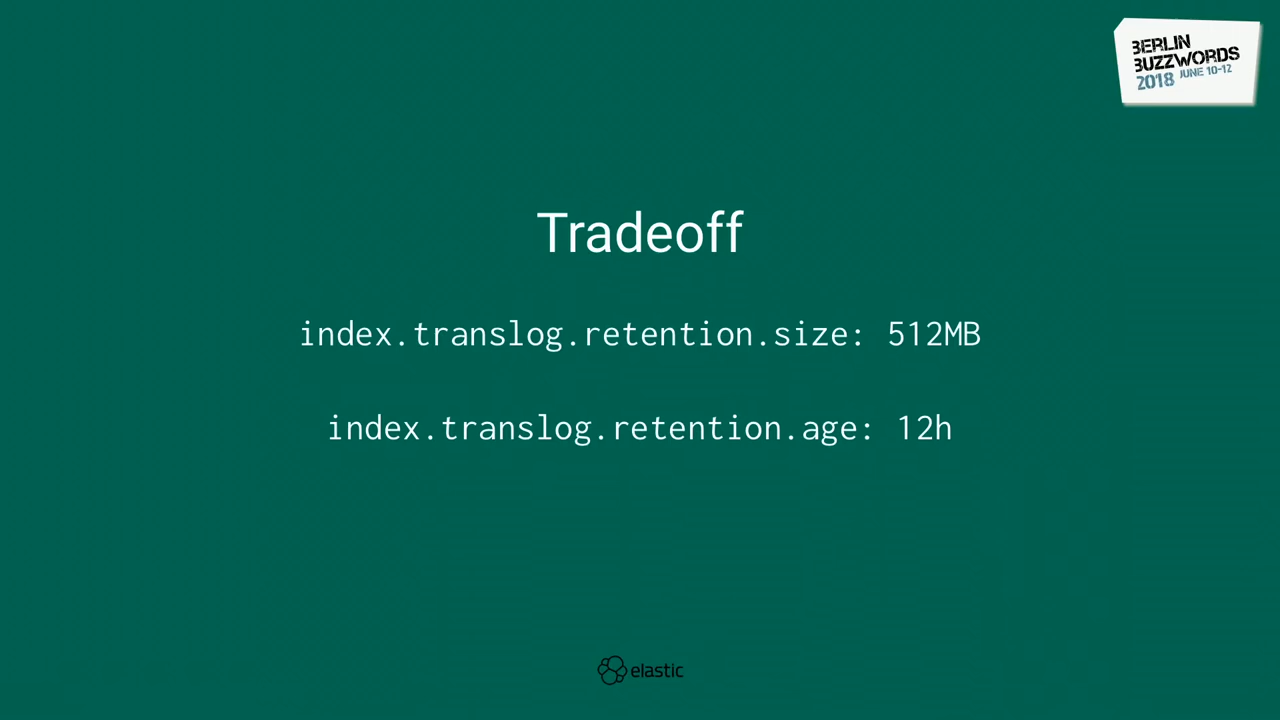 BERLIN
BUZZWORDS
2018 JUNE 10-12
Tradeoff
index.translog.retention.size: 512MB
index.translog.retention.age: 12h
elastic